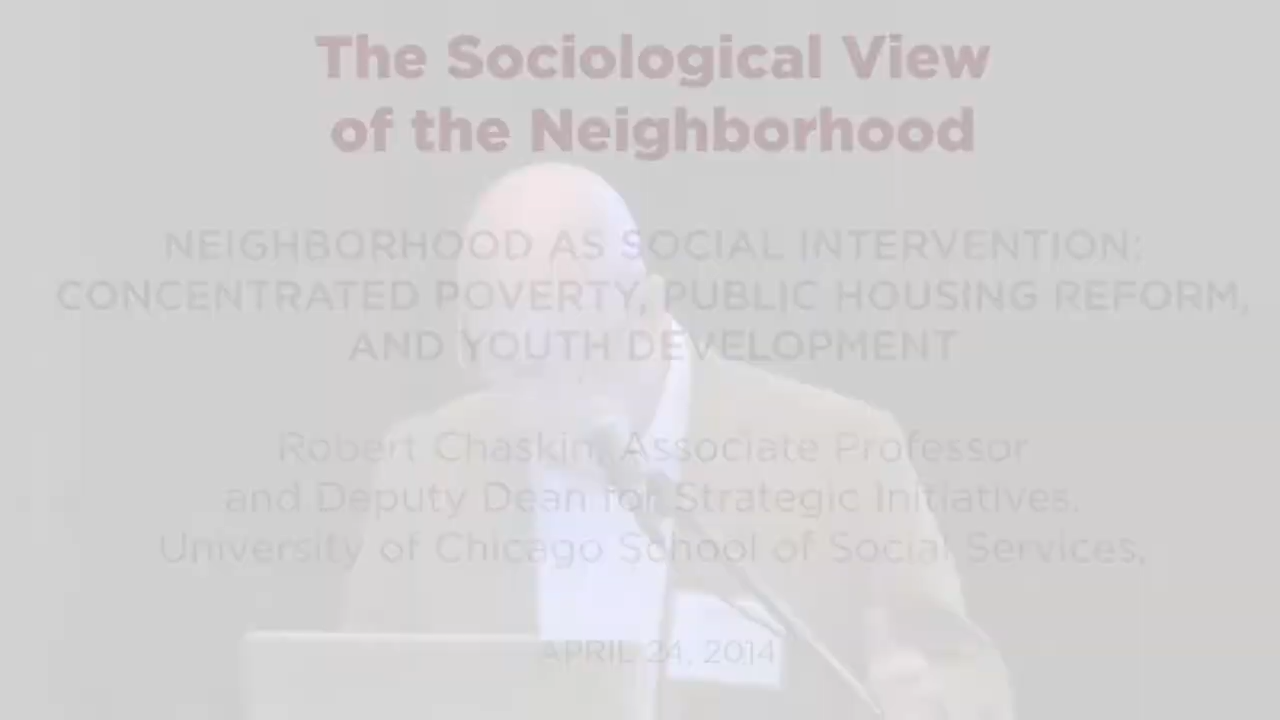 The Sociological View
of the Neighborhood
NEIGHBORHOOD AS SOCIAL INTERVENTION:
CONCENTRATED POVERTY, PUBLIC HOUSING REFORM,
AND YOUTH DEVELOPMENT
Robert Chaskin, Associate Professor
and Deputy Dean for Strategic Initiatives,
University of Chicago School of Social Services,
APRIL 24, 2014